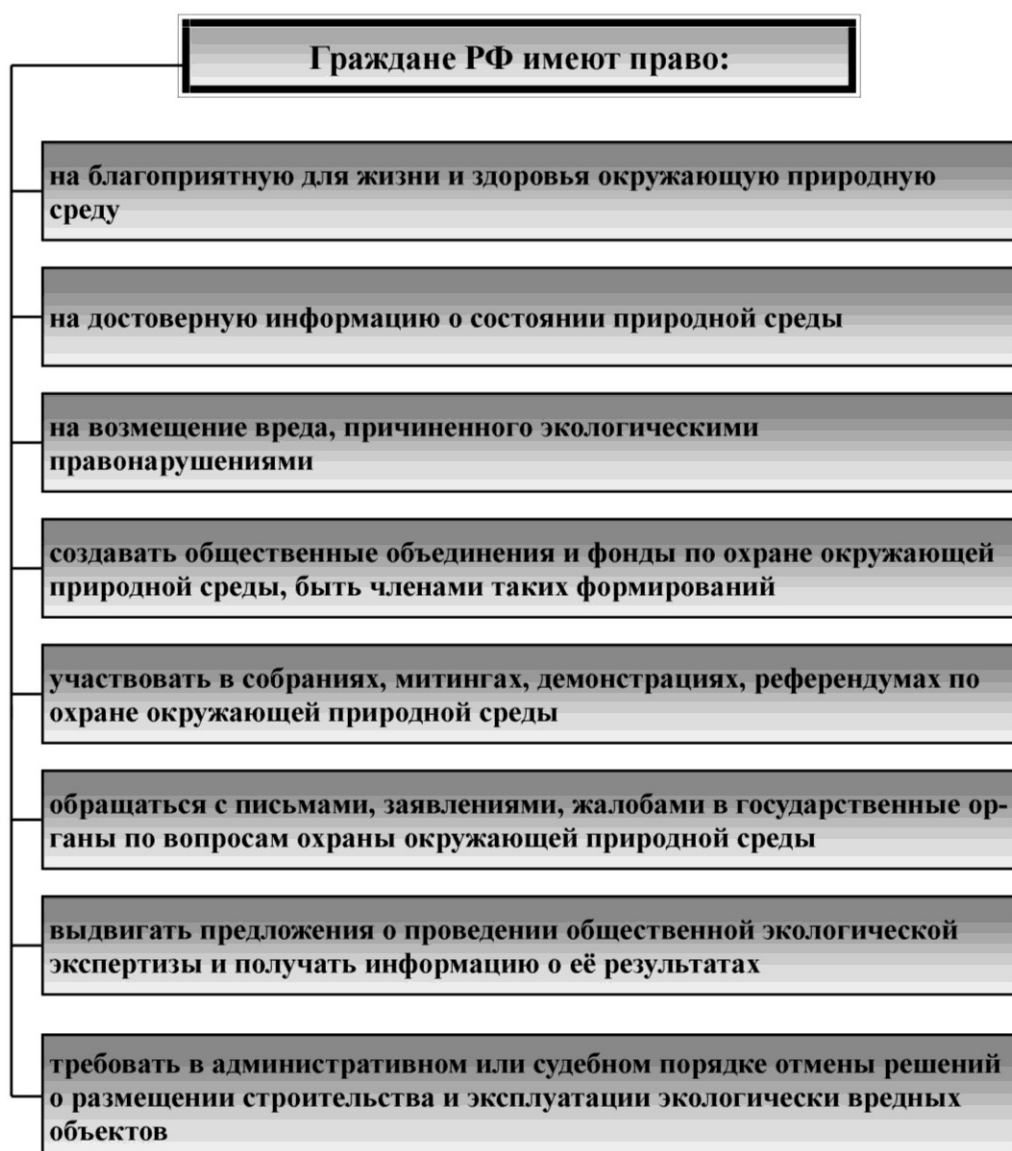 Граждане РФ имеют право:
на благоприятную для жизни и здоровья окружающую природную
среду
на достоверную информацию о состоянии природной среды
на возмещение вреда, причиненного экологическими
правонарушениями
создавать общественные объединения и фонды по охране окружающей
природной среды, быть членами таких формирований
участвовать в собраниях, митингах, демонстрациях, референдумах по
охране окружающей природной среды
обращаться с письмами, заявлениями, жалобами в государственные ор-
ганы по вопросам охраны окружающей природной среды
выдвигать предложения о проведении общественной экологической
экспертизы и получать информацию о её результатах
требовать в административном или судебном порядке отмены решений
о размещении строительства и эксплуатации экологически вредных
объектов